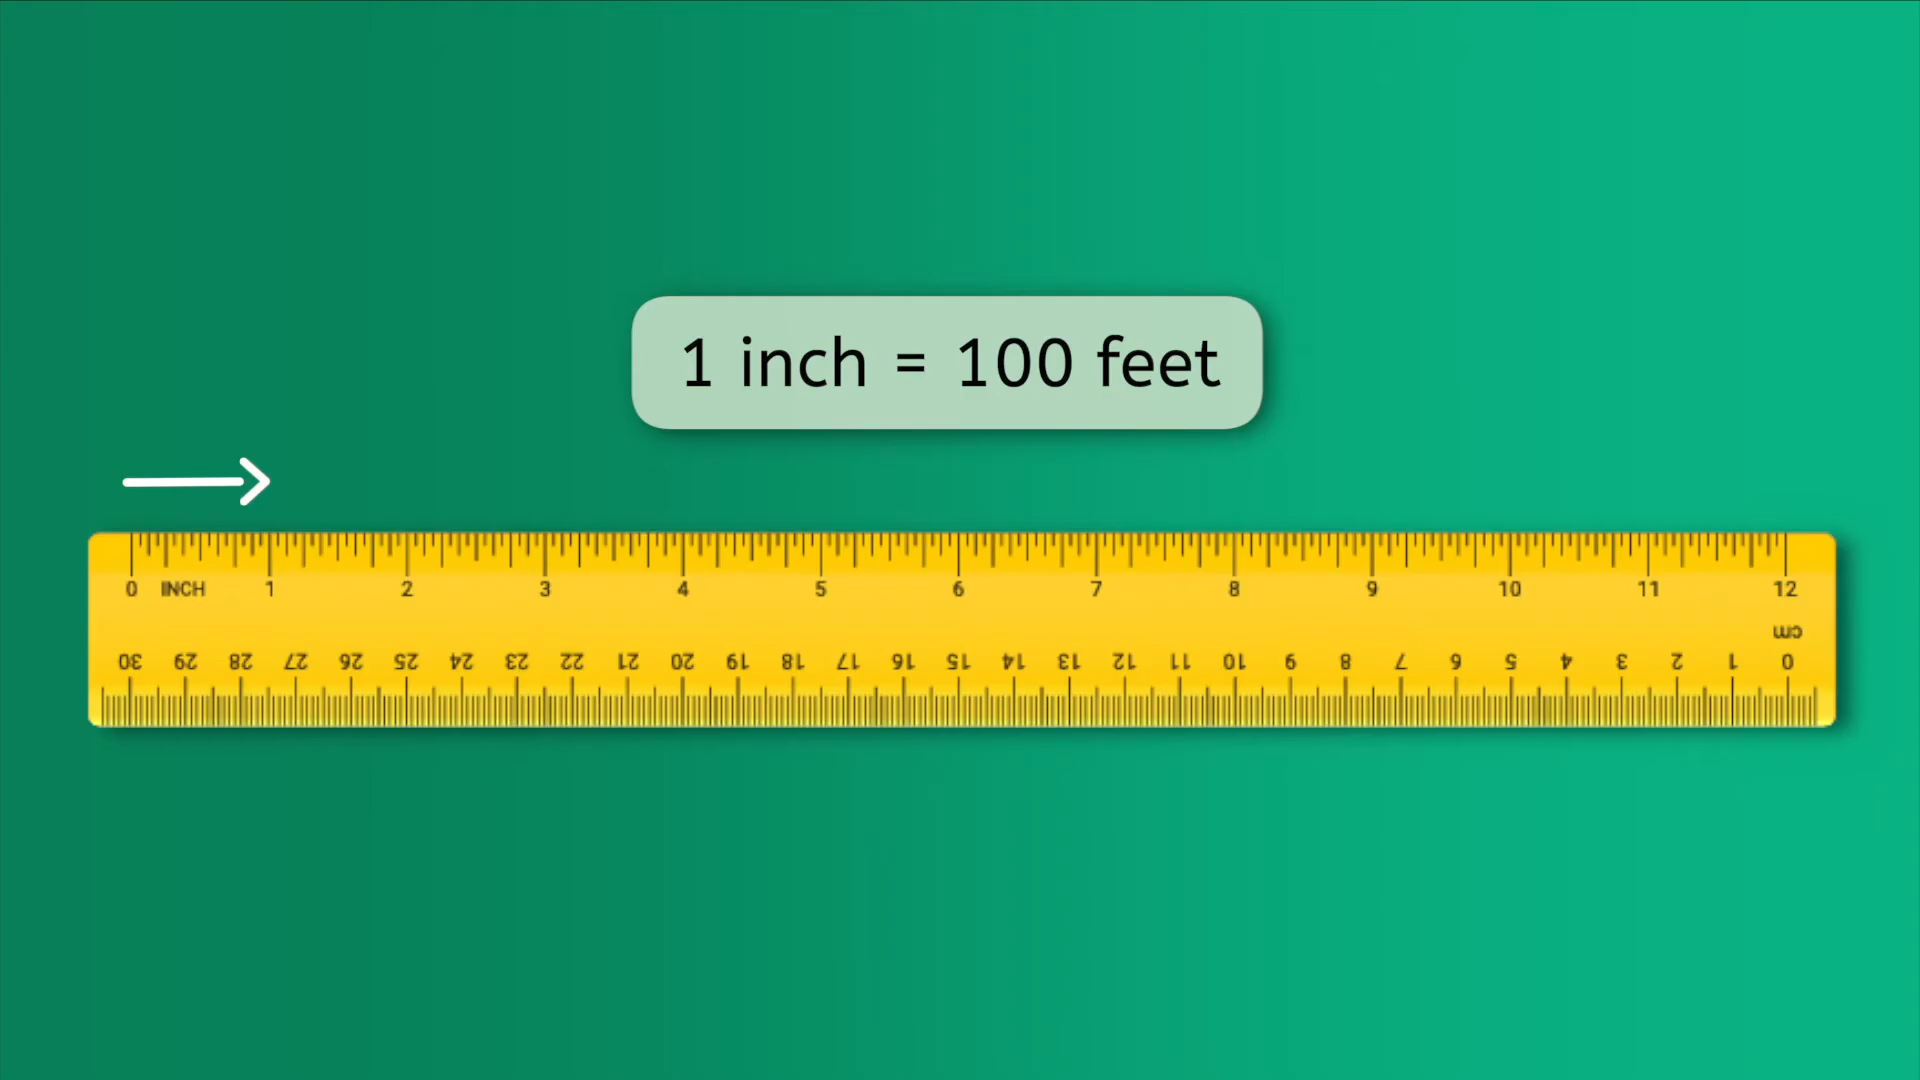 1 inch = 100 feet
0 INCH 1 2 3 4 5 6 7 8 9 10 11 12
cm
30 29 28 27 26 25 24 23 22 21 20 19 18 17 16 15 14 13 12 11 10 9 8 7 6 5 4 3 2 1 0